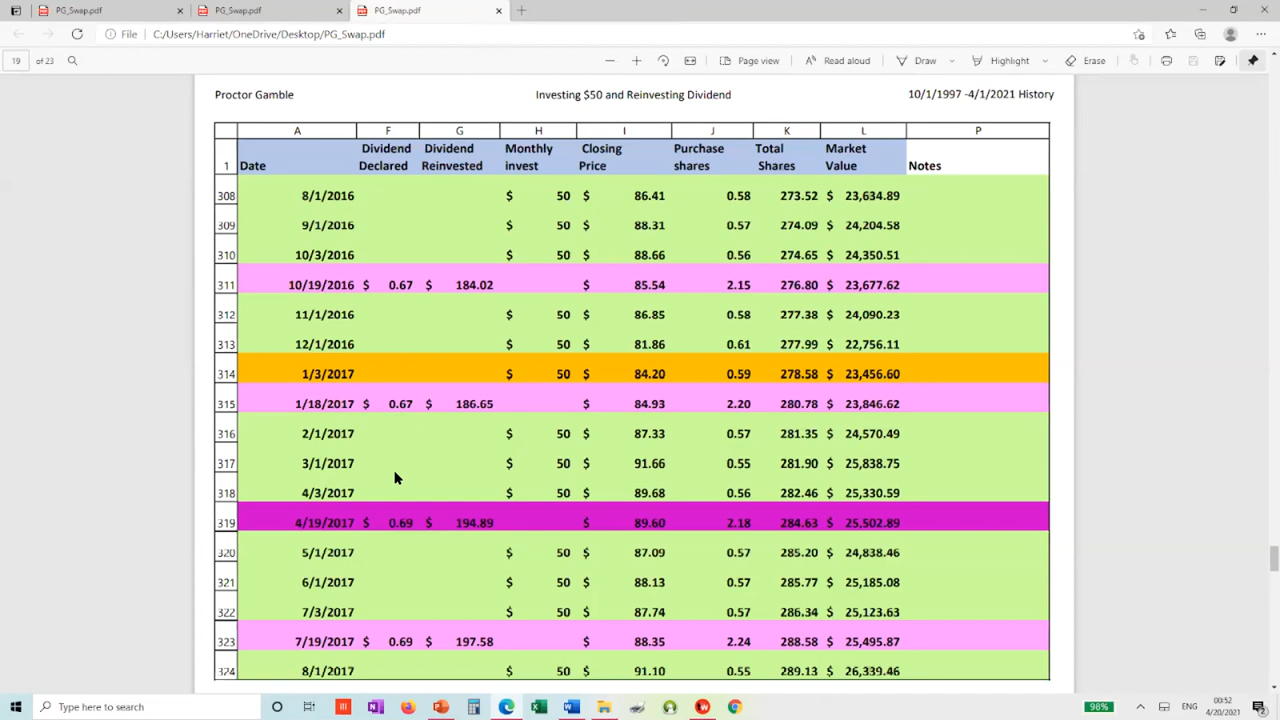 PG_Swap.pdf PG_Swap.pdf PG_Swap.pdf
File C:/Users/Harriet/OneDrive/Desktop/PG_Swap.pdf
19 of 23 Page view Read aloud Draw Highlight Erase
Proctor Gamble Investing $50 and Reinvesting Dividend 10/1/1997 -4/1/2021 History
A F G H I J K L P
Dividend Dividend Monthly Closing Purchase Total Market
1 Date Declared Reinvested invest Price shares Shares Value Notes
308 8/1/2016 $ 50 $ 86.41 0.58 273.52 $ 23,634.89
309 9/1/2016 $ 50 $ 88.31 0.57 274.09 $ 24,204.58
310 10/3/2016 $ 50 $ 88.66 0.56 274.65 $ 24,350.51
311 10/19/2016 $ 0.67 $ 184.02 $ 85.54 2.15 276.80 $ 23,677.62
312 11/1/2016 $ 50 $ 86.85 0.58 277.38 $ 24,090.23
313 12/1/2016 $ 50 $ 81.86 0.61 277.99 $ 22,756.11
314 1/3/2017 $ 50 $ 84.20 0.59 278.58 $ 23,456.60
315 1/18/2017 $ 0.67 $ 186.65 $ 84.93 2.20 280.78 $ 23,846.62
316 2/1/2017 $ 50 $ 87.33 0.57 281.35 $ 24,570.49
317 3/1/2017 $ 50 $ 91.66 0.55 281.90 $ 25,838.75
318 4/3/2017 $ 50 $ 89.68 0.56 282.46 $ 25,330.59
319 4/19/2017 $ 0.69 $ 194.89 $ 89.60 2.18 284.63 $ 25,502.89
320 5/1/2017 $ 50 $ 87.09 0.57 285.20 $ 24,838.46
321 6/1/2017 $ 50 $ 88.13 0.57 285.77 $ 25,185.08
322 7/3/2017 $ 50 $ 87.74 0.57 286.34 $ 25,123.63
323 7/19/2017 $ 0.69 $ 197.58 $ 88.35 2.24 288.58 $ 25,495.87
324 8/1/2017 $ 50 $ 91.10 0.55 289.13 $ 26,339.46
Type here to search 98% ENG 00:52
4/20/2021